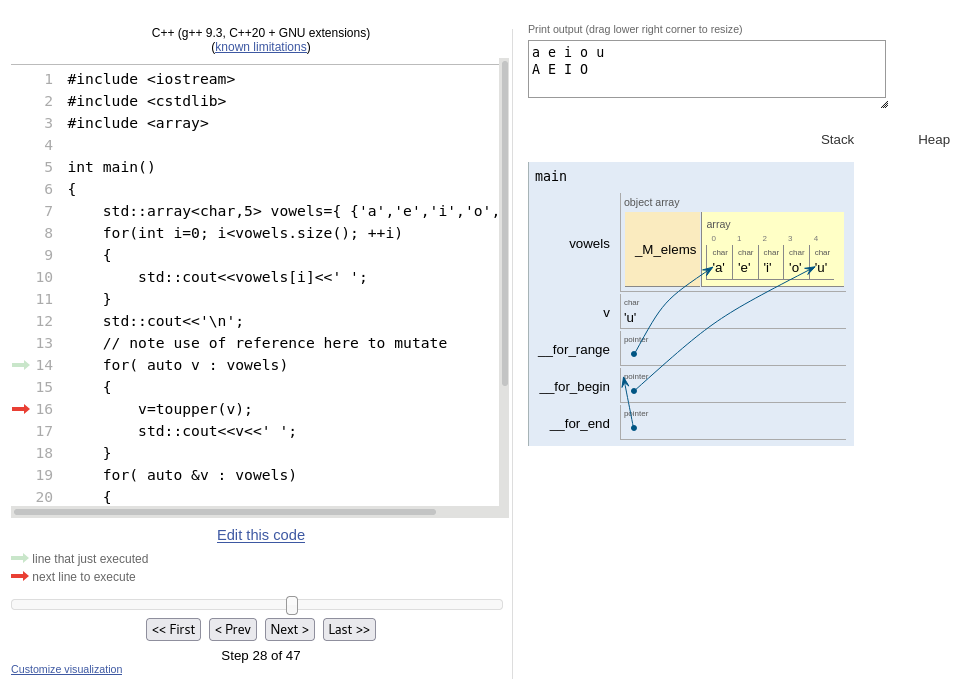 C++ (g++ 9.3, C++20 + GNU extensions)
(known limitations)
1 #include <iostream>
2 #include <cstdlib>
3 #include <array>
4
5 int main()
6 {
7 std::array<char,5> vowels={ {'a','e','i','o',
8 for(int i=0; i<vowels.size(); ++i)
9 {
10 std::cout<<vowels[i]<<' ';
11 }
12 std::cout<<'\n';
13 // note use of reference here to mutate
14 for( auto v : vowels)
15 {
16 v=toupper(v);
17 std::cout<<v<<' ';
18 }
19 for( auto &v : vowels)
20 {
Edit this code
line that just executed
next line to execute
<< First < Prev Next > Last >>
Step 28 of 47
Customize visualization
Print output (drag lower right corner to resize)
a e i o u
A E I O
Stack Heap
main
object array
array
0 1 2 3 4
char char char char char
vowels _M_elems 'a' 'e' 'i' 'o' 'u'
char
v 'u'
pointer
__for_range
pointer
__for_begin
pointer
__for_end